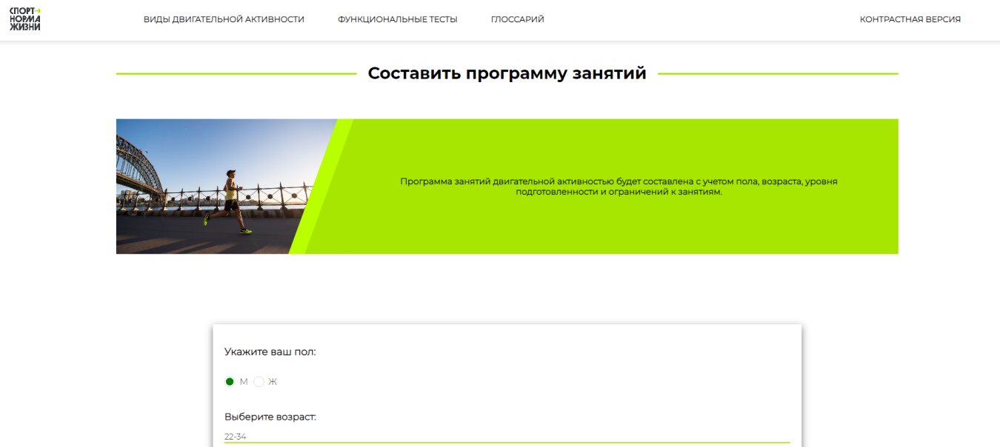 СПОРТ
НОРМА
ЖИЗНИ
ВИДЫ ДВИГАТЕЛЬНОЙ АКТИВНОСТИ
ФУНКЦИОНАЛЬНЫЕ ТЕСТЫ
ГЛОССАРИЙ
КОНТРАСТНАЯ ВЕРСИЯ
Составить программу занятий
Программа занятий двигательной активностью будет составлена с учетом пола, возраста, уровня
подготовленности и ограничений к занятиям.
Укажите ваш пол:
М Ж
Выберите возраст:
22-34